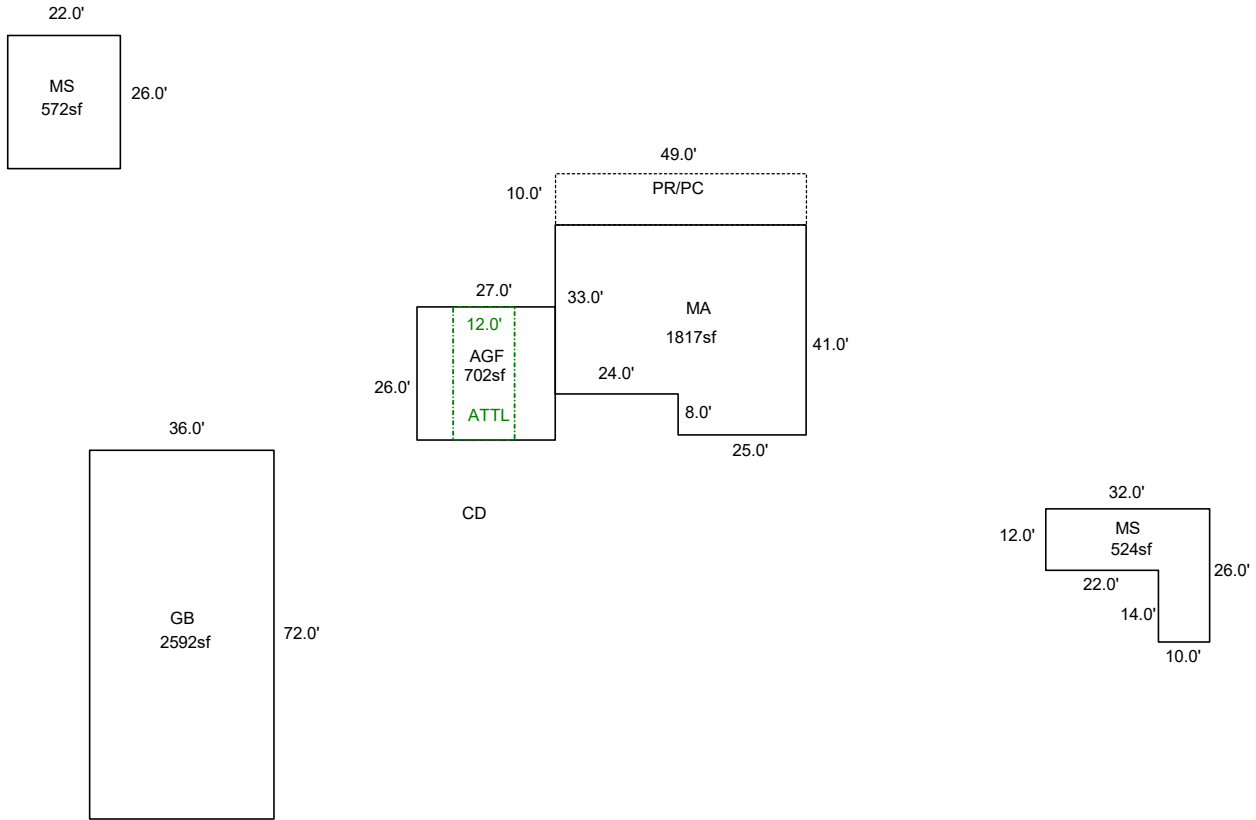 22.0'
MS
572sf
26.0'
49.0'
10.0'
PR/PC
27.0'
12.0'
33.0'
MA
1817sf
41.0'
AGF
702sf
26.0'
ATTL
24.0'
8.0'
25.0'
36.0'
GB
2592sf
72.0'
CD
32.0'
12.0'
MS
524sf
26.0'
22.0'
14.0'
10.0'